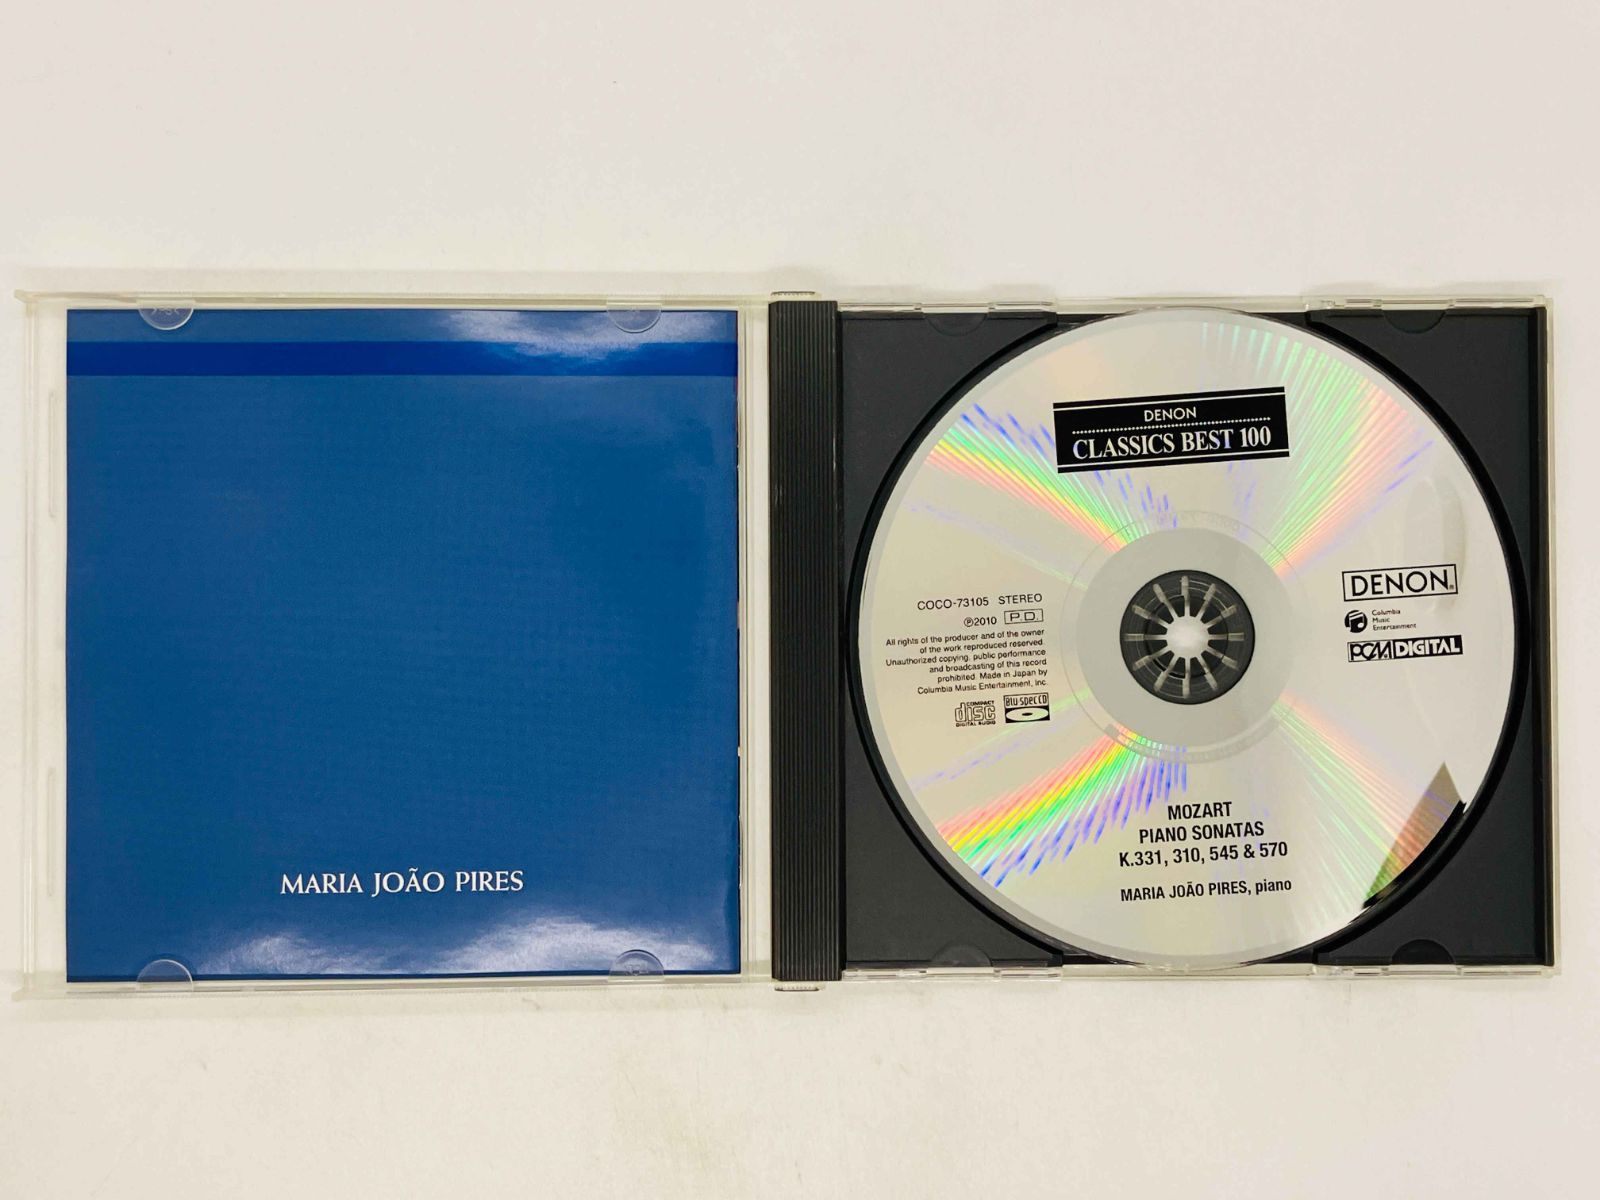 MARIA JOÃO PIRES
DENON
CLASSICS BEST 100
COCO-73105 STEREO
℗2010 P.D.
All rights of the producer and of the owner
of the work reproduced reserved.
Unauthorized copying, public performance
and broadcasting of this record
prohibited. Made in Japan by
Columbia Music Entertainment, Inc.
COMPACT
disc
DIGITAL AUDIO
Blu-specCD
DENON®
Columbia
Music
Entertainment
PCM DIGITAL
MOZART
PIANO SONATAS
K.331, 310, 545 & 570
MARIA JOÃO PIRES, piano